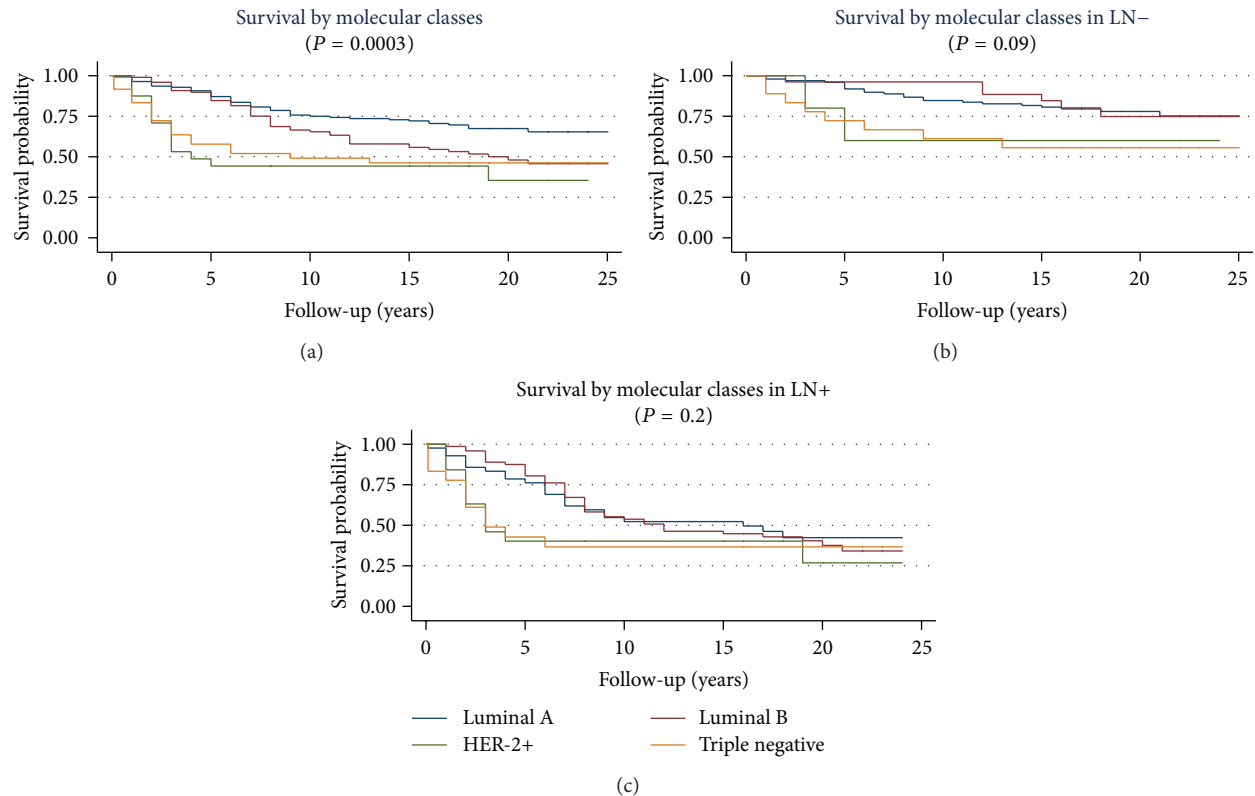 Survival by molecular classes
(P = 0.0003)
Survival probability
1.00
0.75
0.50
0.25
0.00
0 5 10 15 20 25
Follow-up (years)
(a)
Survival by molecular classes in LN−
(P = 0.09)
Survival probability
1.00
0.75
0.50
0.25
0.00
0 5 10 15 20 25
Follow-up (years)
(b)
Survival by molecular classes in LN+
(P = 0.2)
Survival probability
1.00
0.75
0.50
0.25
0.00
0 5 10 15 20 25
Follow-up (years)
Luminal A Luminal B
HER-2+ Triple negative
(c)